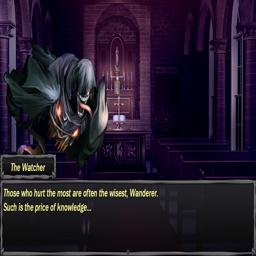 The Watcher
Those who hurt the most are often the wisest, Wanderer.
Such is the price of knowledge...